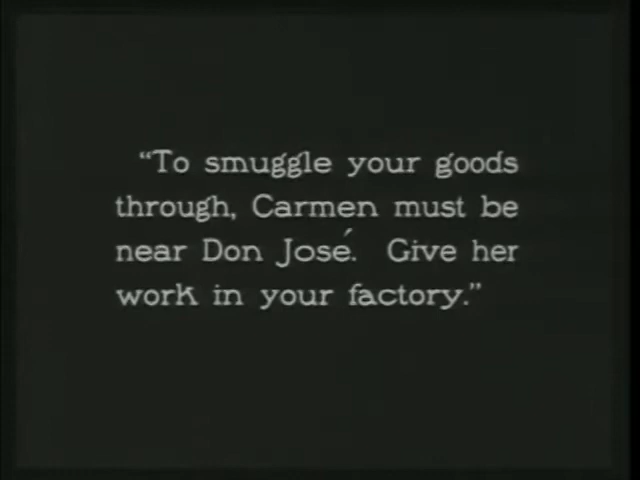 “To smuggle your goods
through, Carmen must be
near Don José. Give her
work in your factory.”